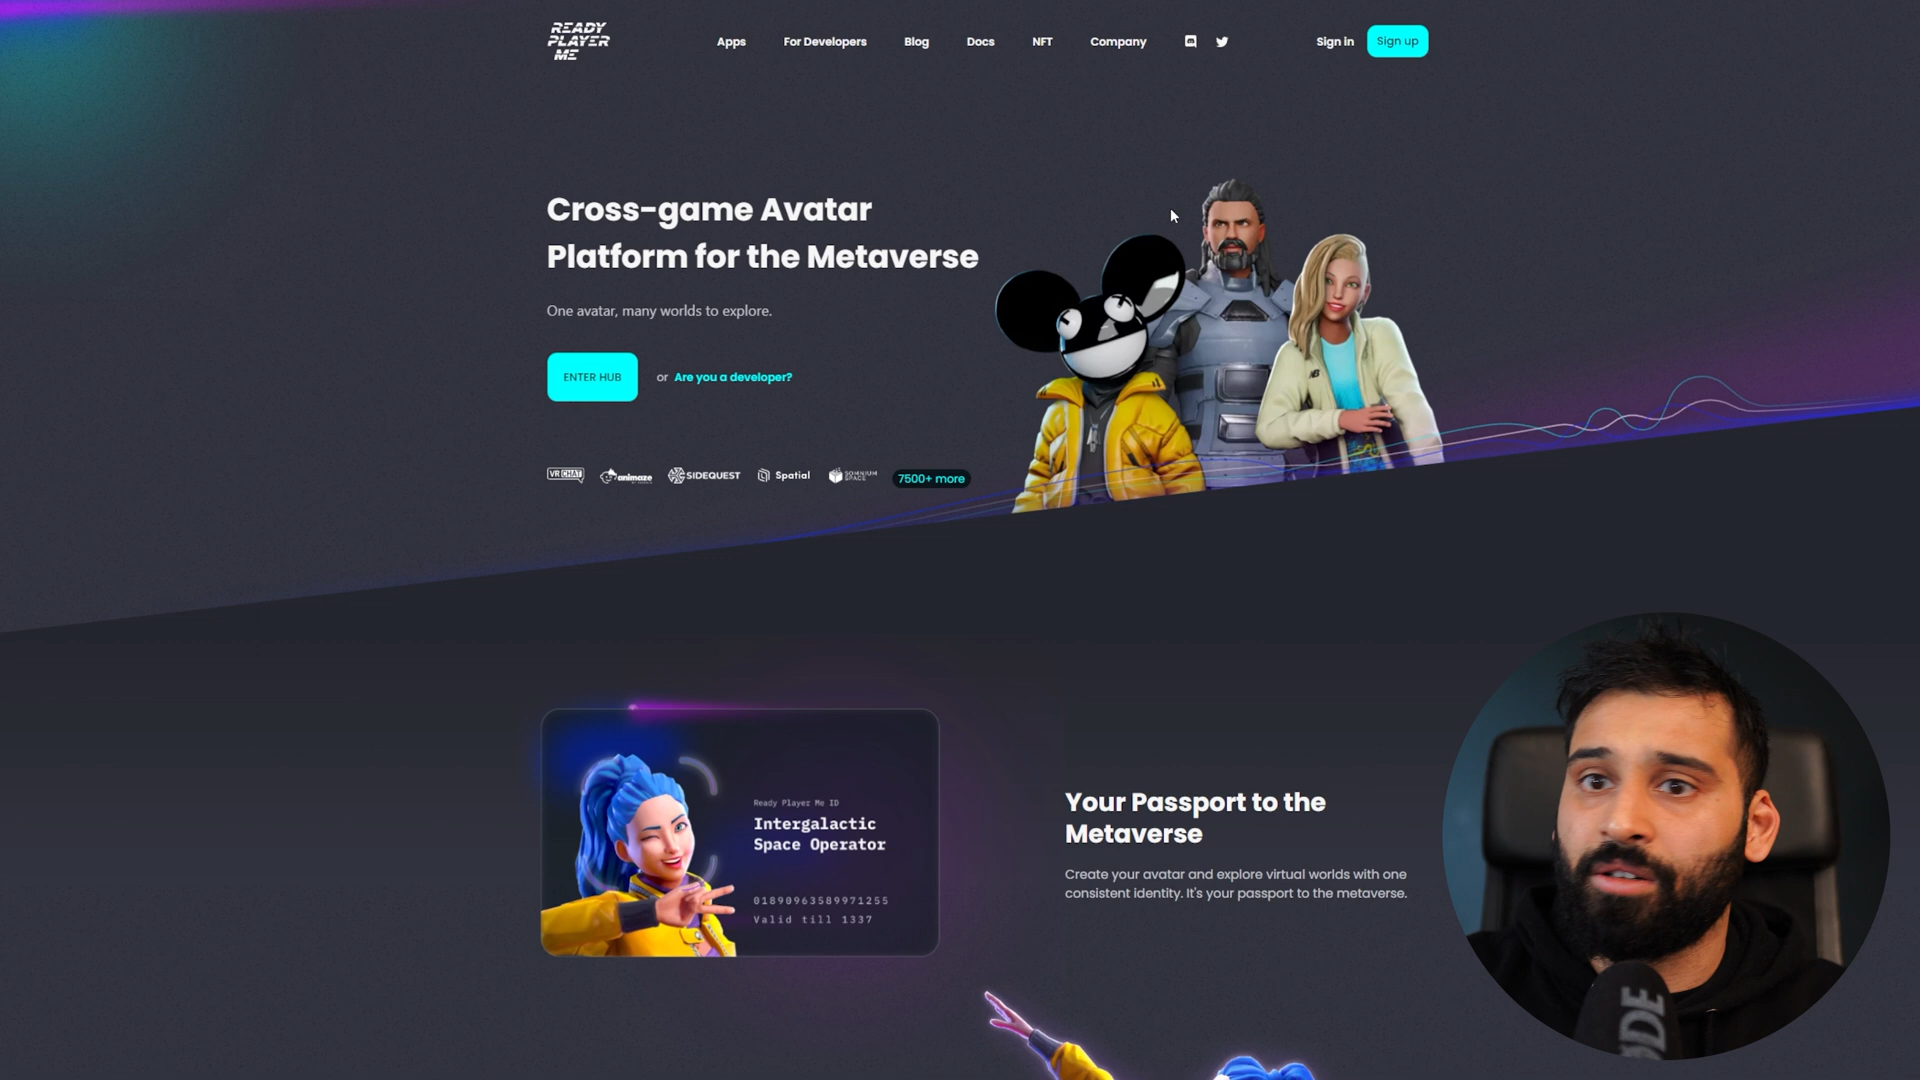 READY
PLAYER
ME
Apps
For Developers
Blog
Docs
NFT
Company
Sign in
Sign up
Cross-game Avatar
Platform for the Metaverse
One avatar, many worlds to explore.
ENTER HUB
or Are you a developer?
VRCHAT
animaze
SIDEQUEST
Spatial
SOMNIUM
SPACE
7500+ more
Ready Player Me ID
Intergalactic
Space Operator
01890963589971255
Valid till 1337
Your Passport to the
Metaverse
Create your avatar and explore virtual worlds with one
consistent identity. It's your passport to the metaverse.